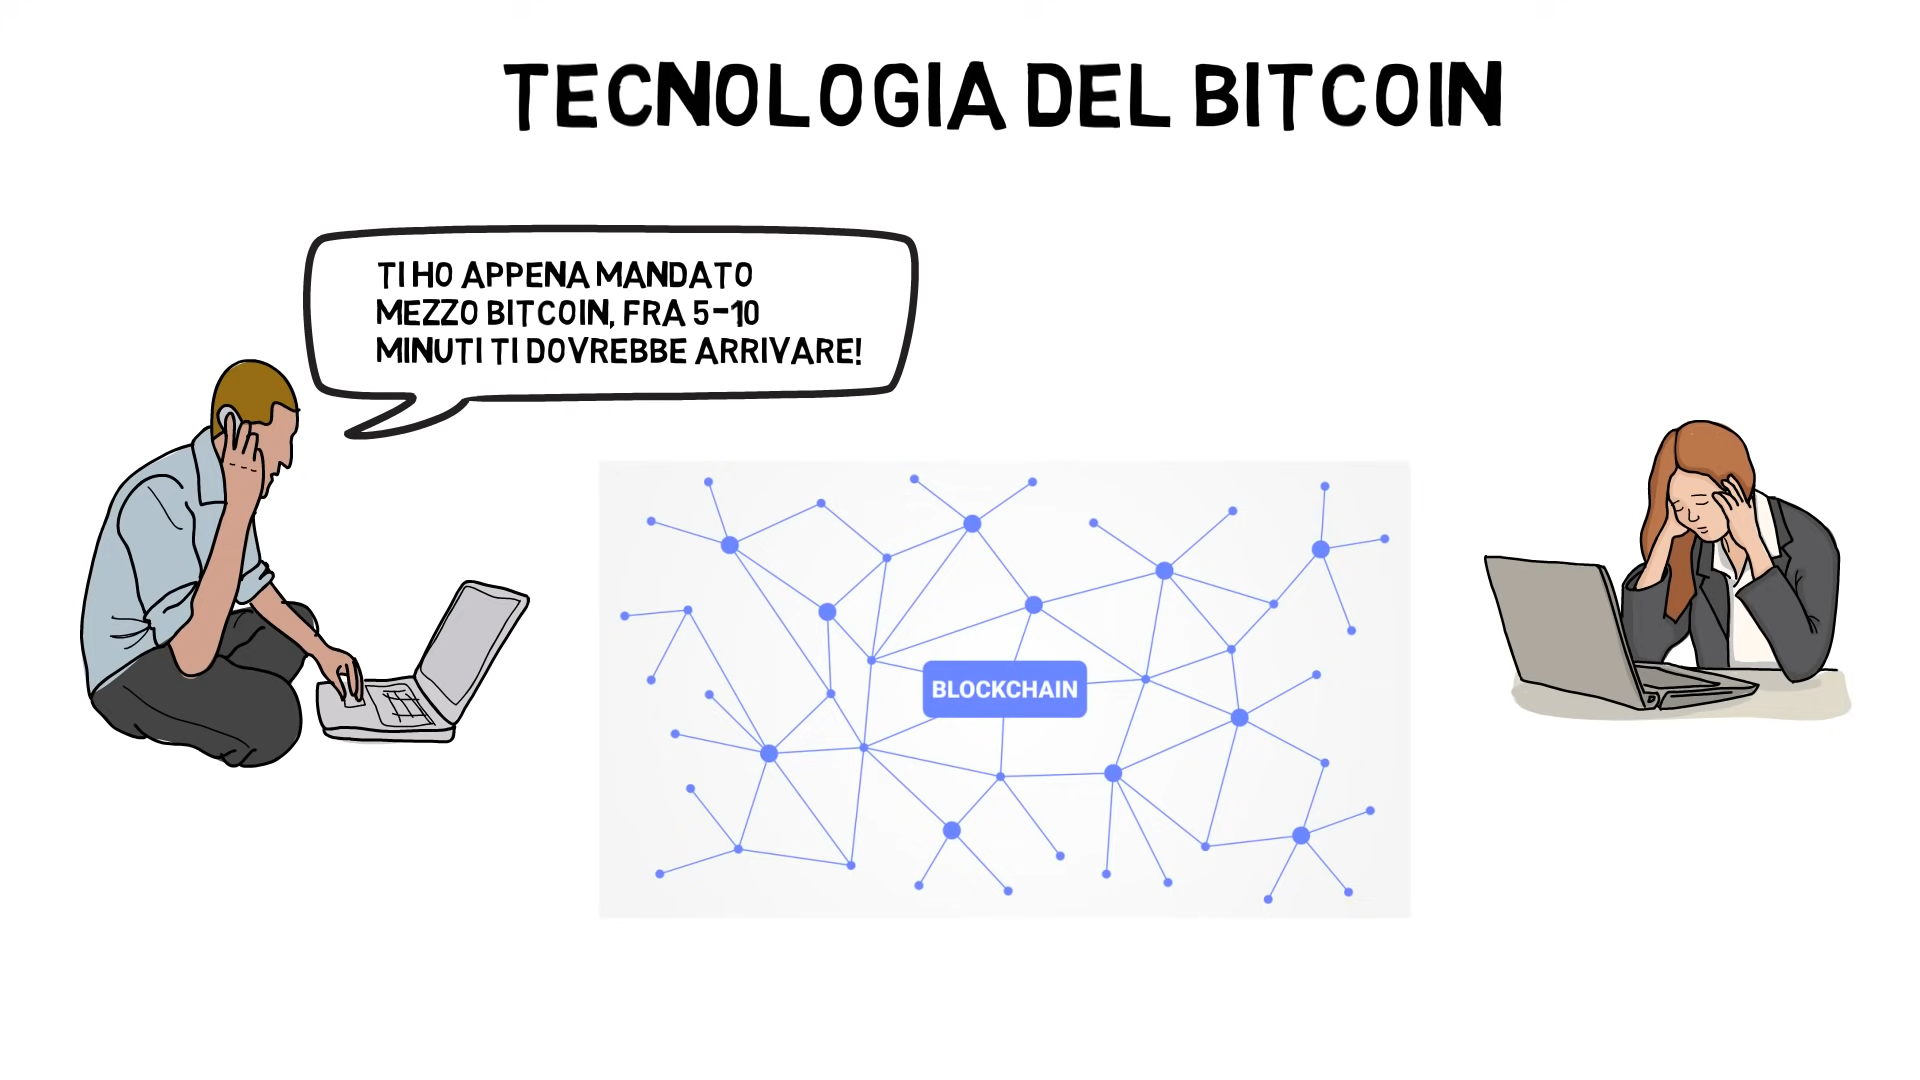 TECNOLOGIA DEL BITCOIN
TI HO APPENA MANDATO
MEZZO BITCOIN, FRA 5-10
MINUTI TI DOVREBBE ARRIVARE!
BLOCKCHAIN